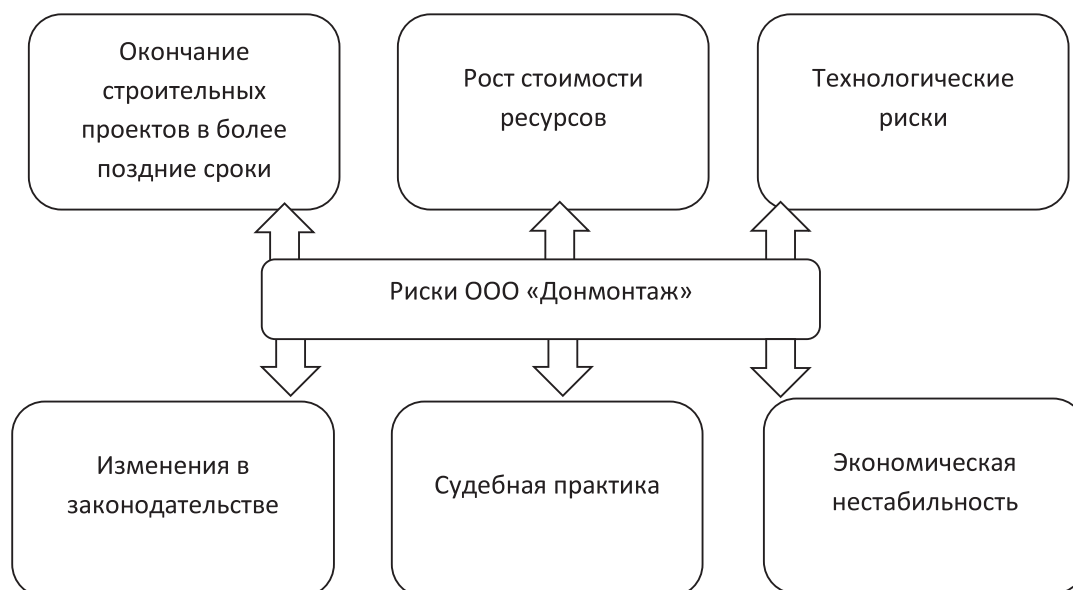 Окончание
строительных
проектов в более
поздние сроки
Рост стоимости
ресурсов
Технологические
риски
Риски ООО «Донмонтаж»
Изменения в
законодательстве
Судебная практика
Экономическая
нестабильность